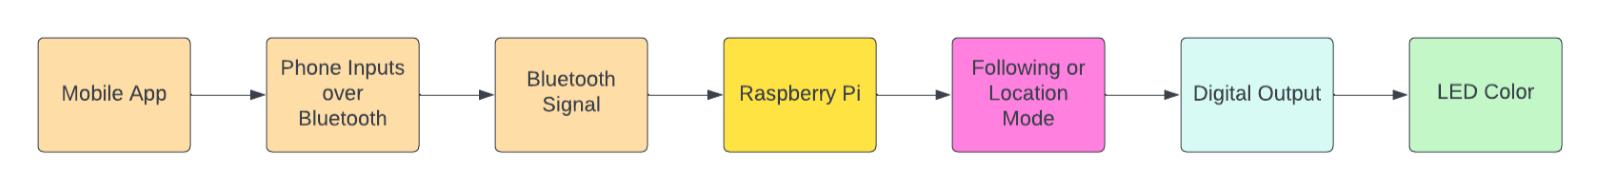 Mobile App
Phone Inputs
over
Bluetooth
Bluetooth
Signal
Raspberry Pi
Following or
Location
Mode
Digital Output
LED Color